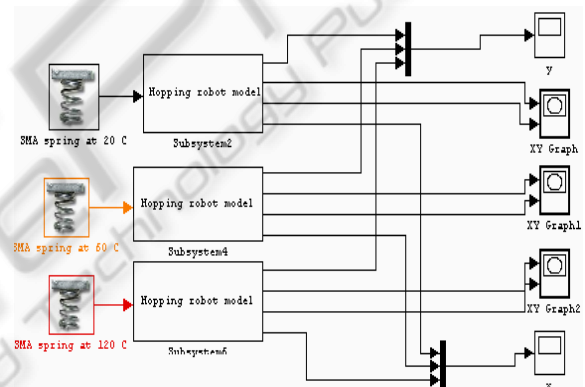 y
Hopping robot model
SMA spring at 20 C
Subsystem2
XY Graph
Hopping robot model
SMA spring at 60 C
Subsystem4
XY Graph1
Hopping robot model
SMA spring at 120 C
Subsystem6
XY Graph2